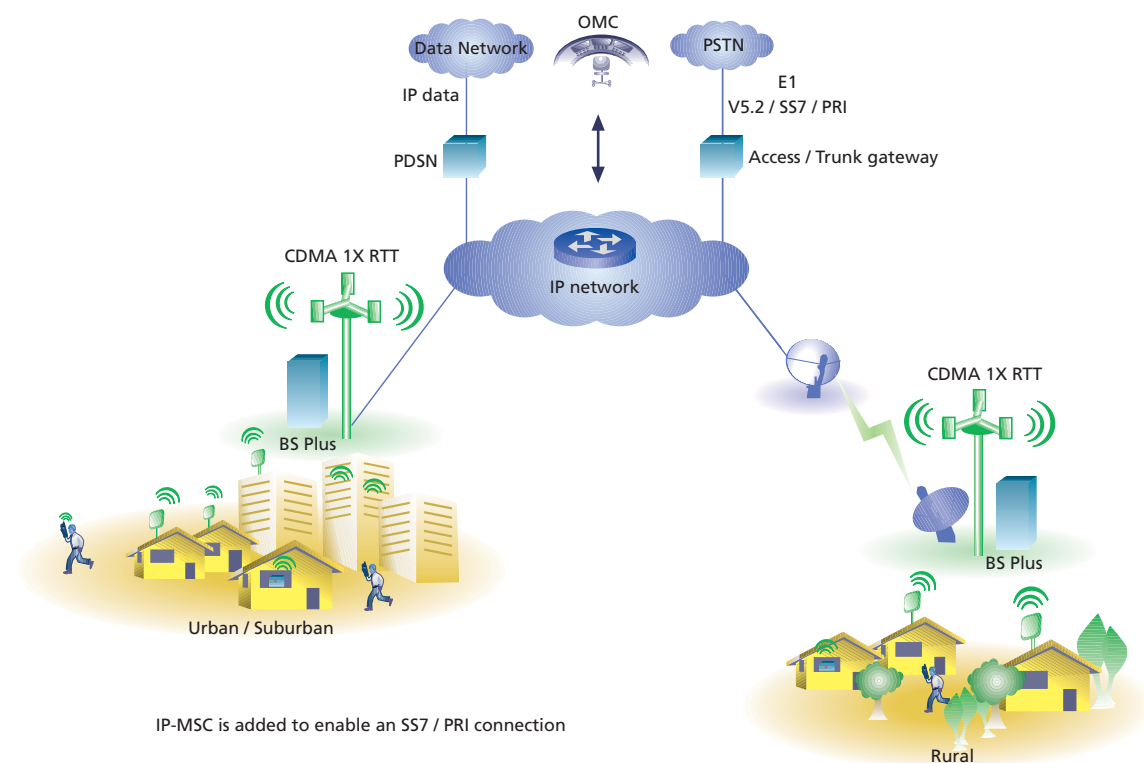 OMC
Data Network
PSTN
IP data
E1
V5.2 / SS7 / PRI
PDSN
Access / Trunk gateway
CDMA 1X RTT
IP network
CDMA 1X RTT
BS Plus
BS Plus
Urban / Suburban
IP-MSC is added to enable an SS7 / PRI connection
Rural